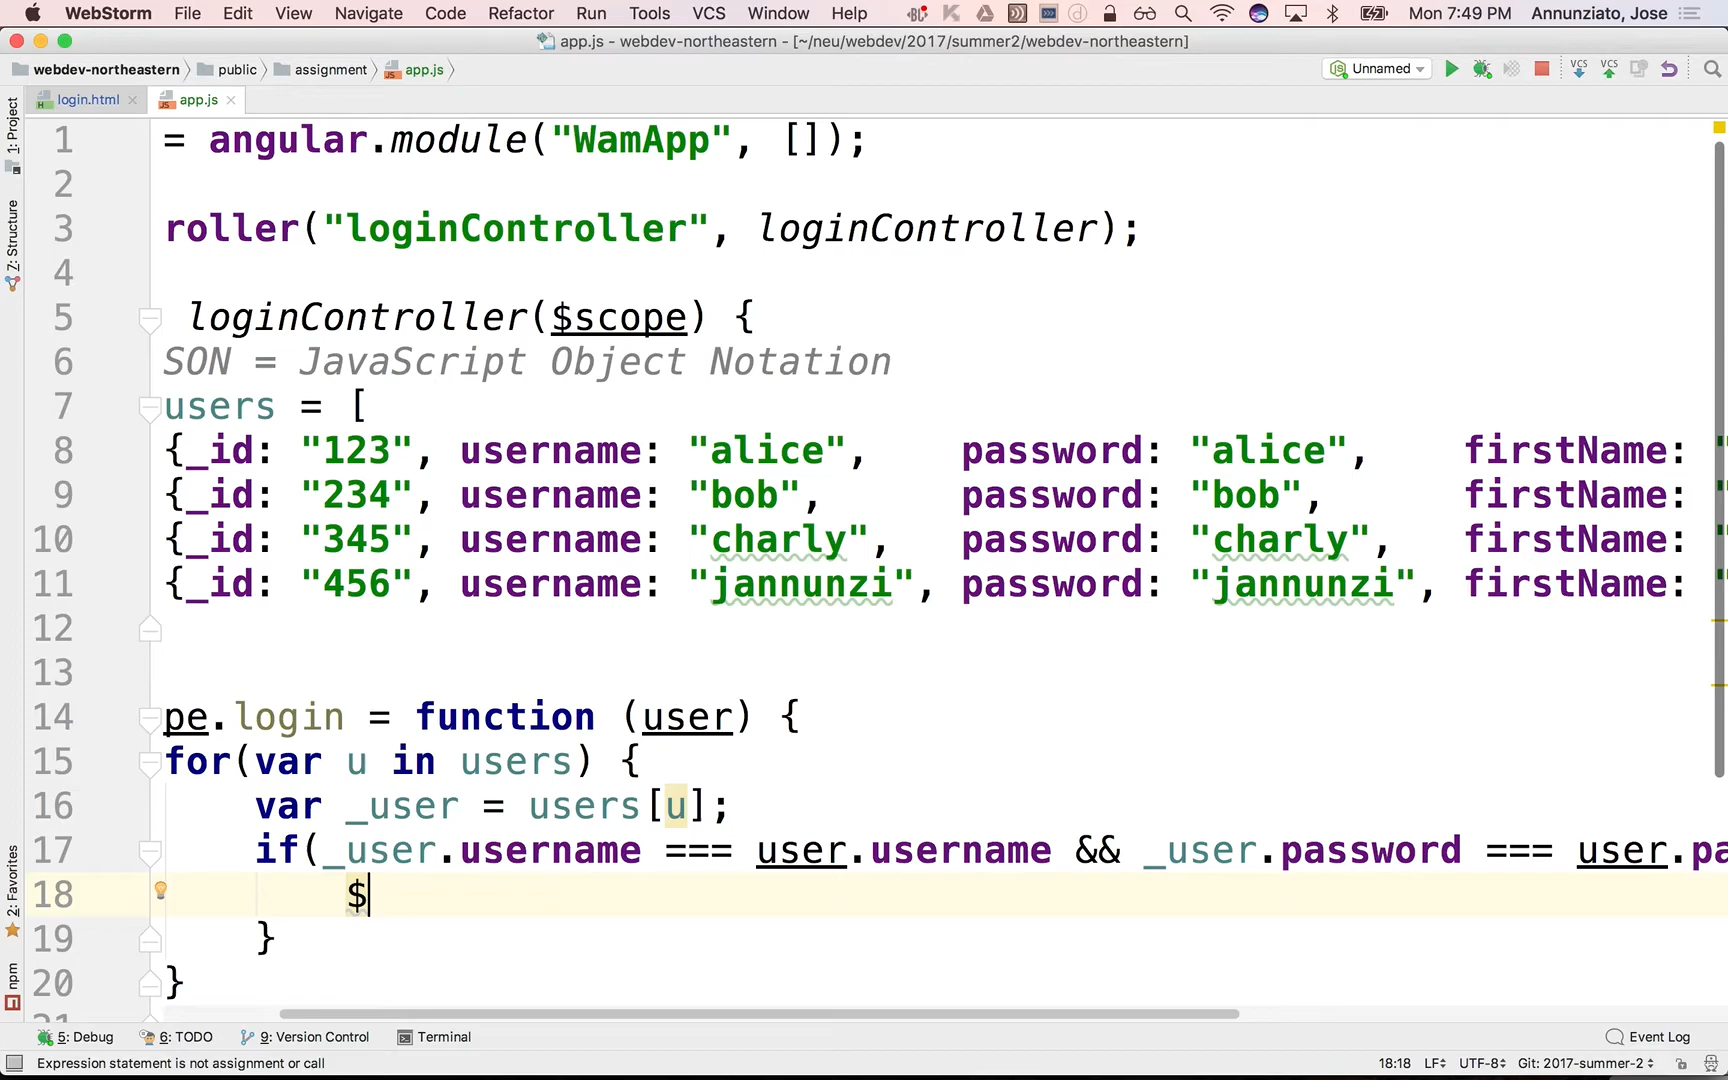 WebStorm File Edit View Navigate Code Refactor Run Tools VCS Window Help Mon 7:49 PM Annunziato, Jose
app.js - webdev-northeastern - [~/neu/webdev/2017/summer2/webdev-northeastern]
webdev-northeastern public assignment app.js Unnamed VCS VCS
login.html app.js
1: Project
7: Structure
2: Favorites
npm
1 = angular.module("WamApp", []);
2
3 roller("loginController", loginController);
4
5 loginController($scope) {
6 SON = JavaScript Object Notation
7 users = [
8 {_id: "123", username: "alice", password: "alice", firstName: "
9 {_id: "234", username: "bob", password: "bob", firstName: "
10 {_id: "345", username: "charly", password: "charly", firstName: "
11 {_id: "456", username: "jannunzi", password: "jannunzi", firstName: "
12
13
14 pe.login = function (user) {
15 for(var u in users) {
16 var _user = users[u];
17 if(_user.username === user.username && _user.password === user.pa
18 $
19 }
20 }
5: Debug 6: TODO 9: Version Control Terminal Event Log
Expression statement is not assignment or call 18:18 LF UTF-8 Git: 2017-summer-2